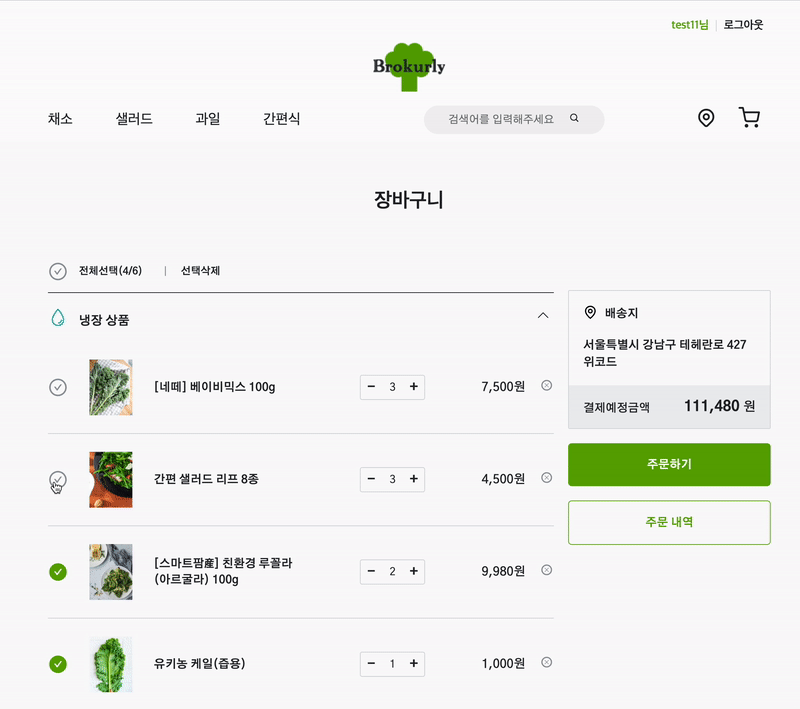 test11님 | 로그아웃
Brokurly
채소 샐러드 과일 간편식 검색어를 입력해주세요
장바구니
전체선택(4/6) | 선택삭제
냉장 상품
[네떼] 베이비믹스 100g - 3 + 7,500원
간편 샐러드 리프 8종 - 3 + 4,500원
[스마트팜産] 친환경 루꼴라
(아르굴라) 100g - 2 + 9,980원
유키농 케일(즙용) - 1 + 1,000원
배송지
서울특별시 강남구 테헤란로 427
위코드
결제예정금액 111,480 원
주문하기
주문 내역